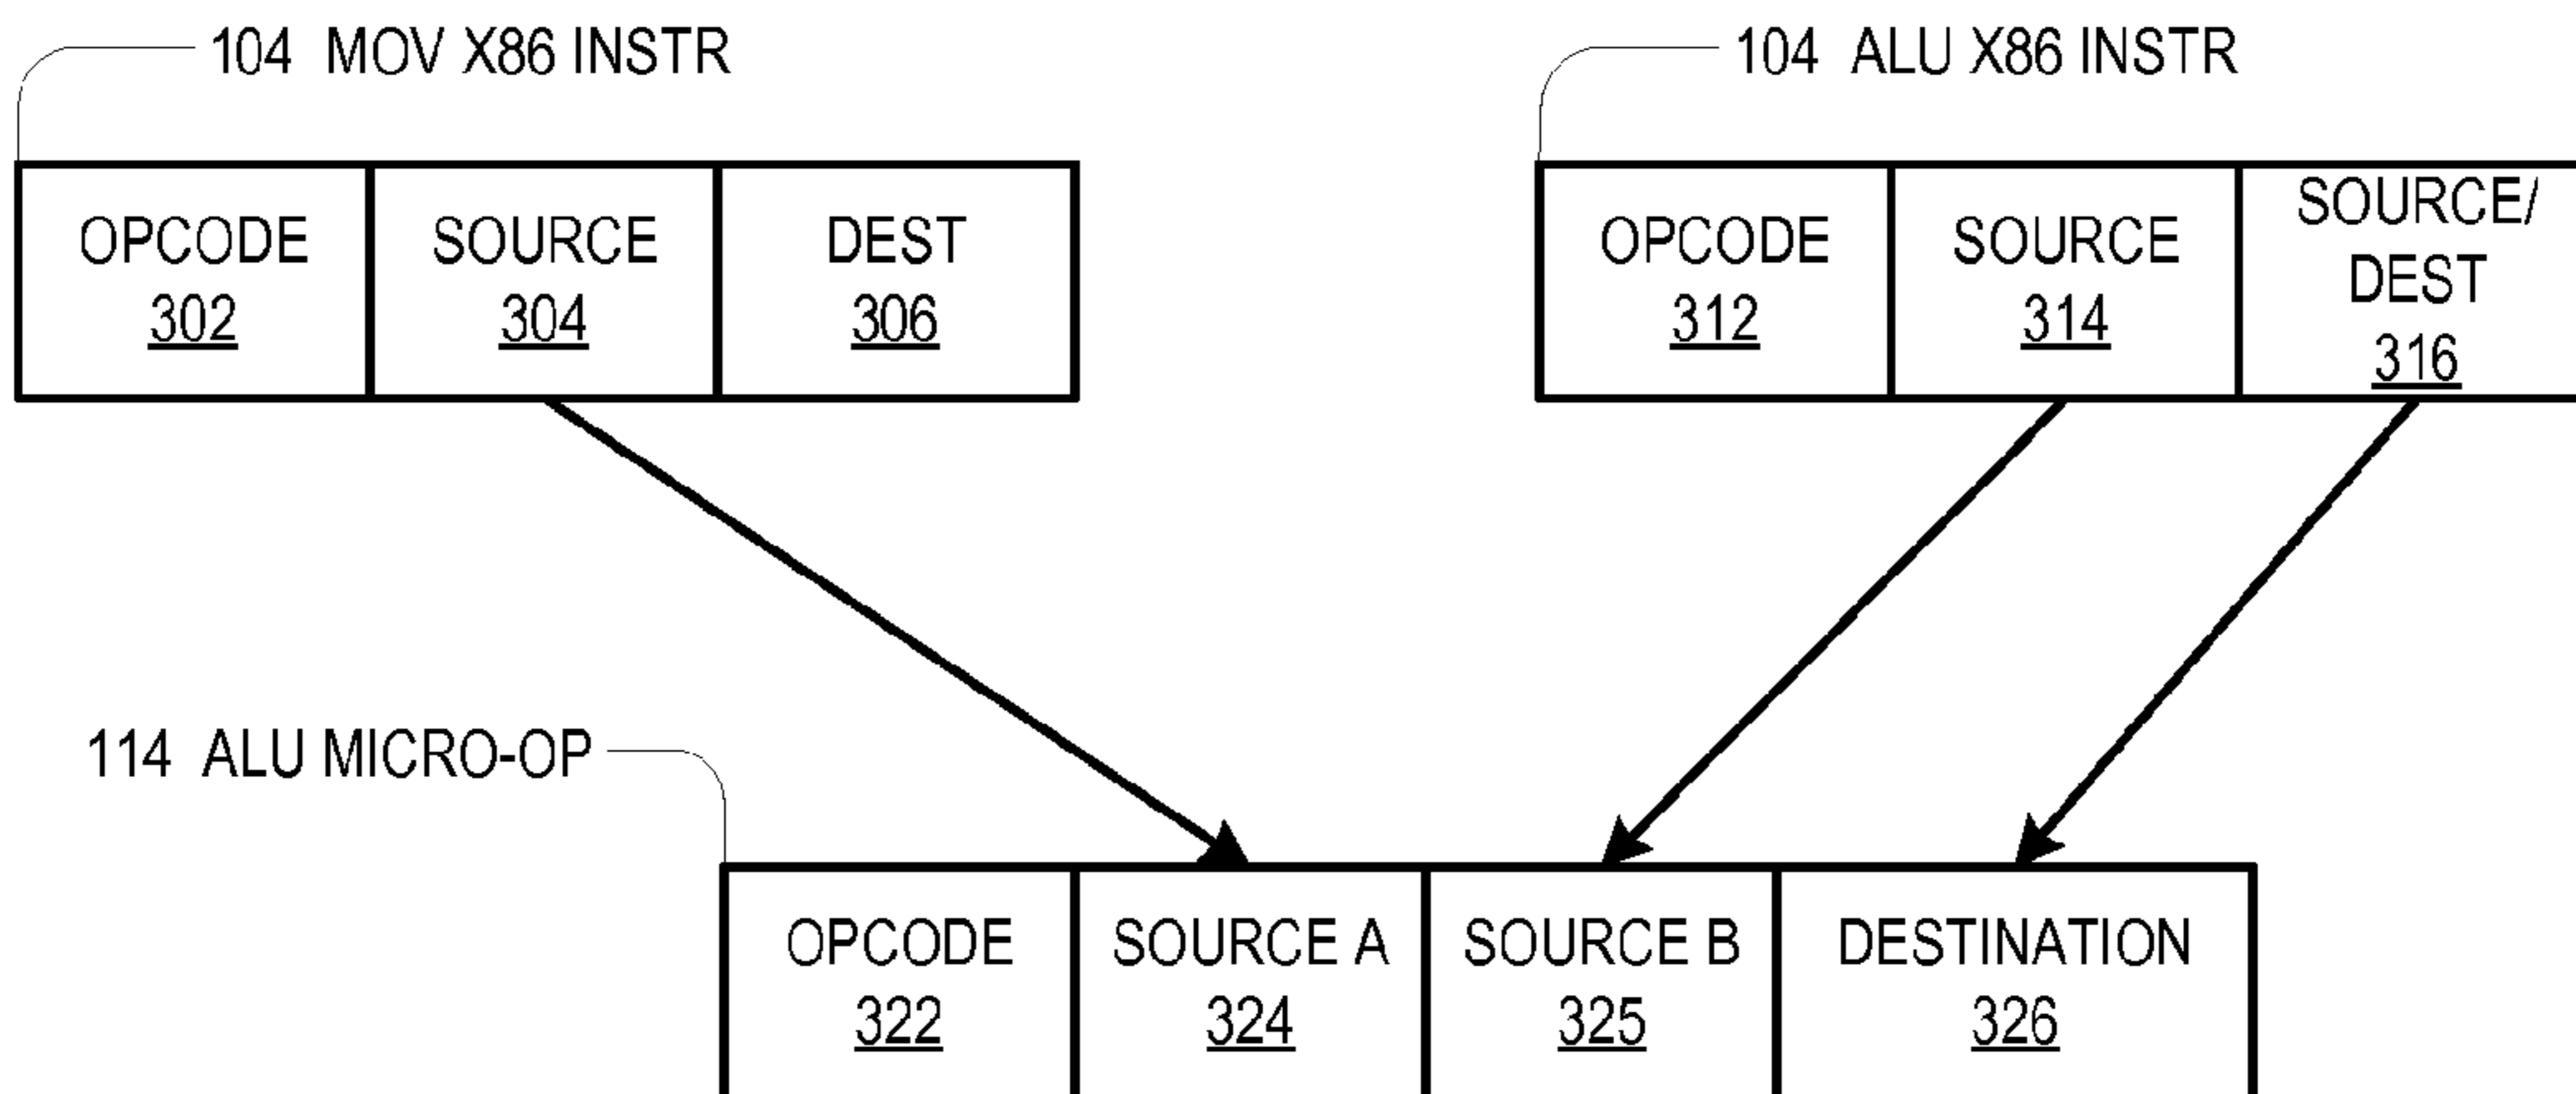 104 MOV X86 INSTR
104 ALU X86 INSTR
OPCODE
302
SOURCE
304
DEST
306
OPCODE
312
SOURCE
314
SOURCE/
DEST
316
114 ALU MICRO-OP
OPCODE
322
SOURCE A
324
SOURCE B
325
DESTINATION
326